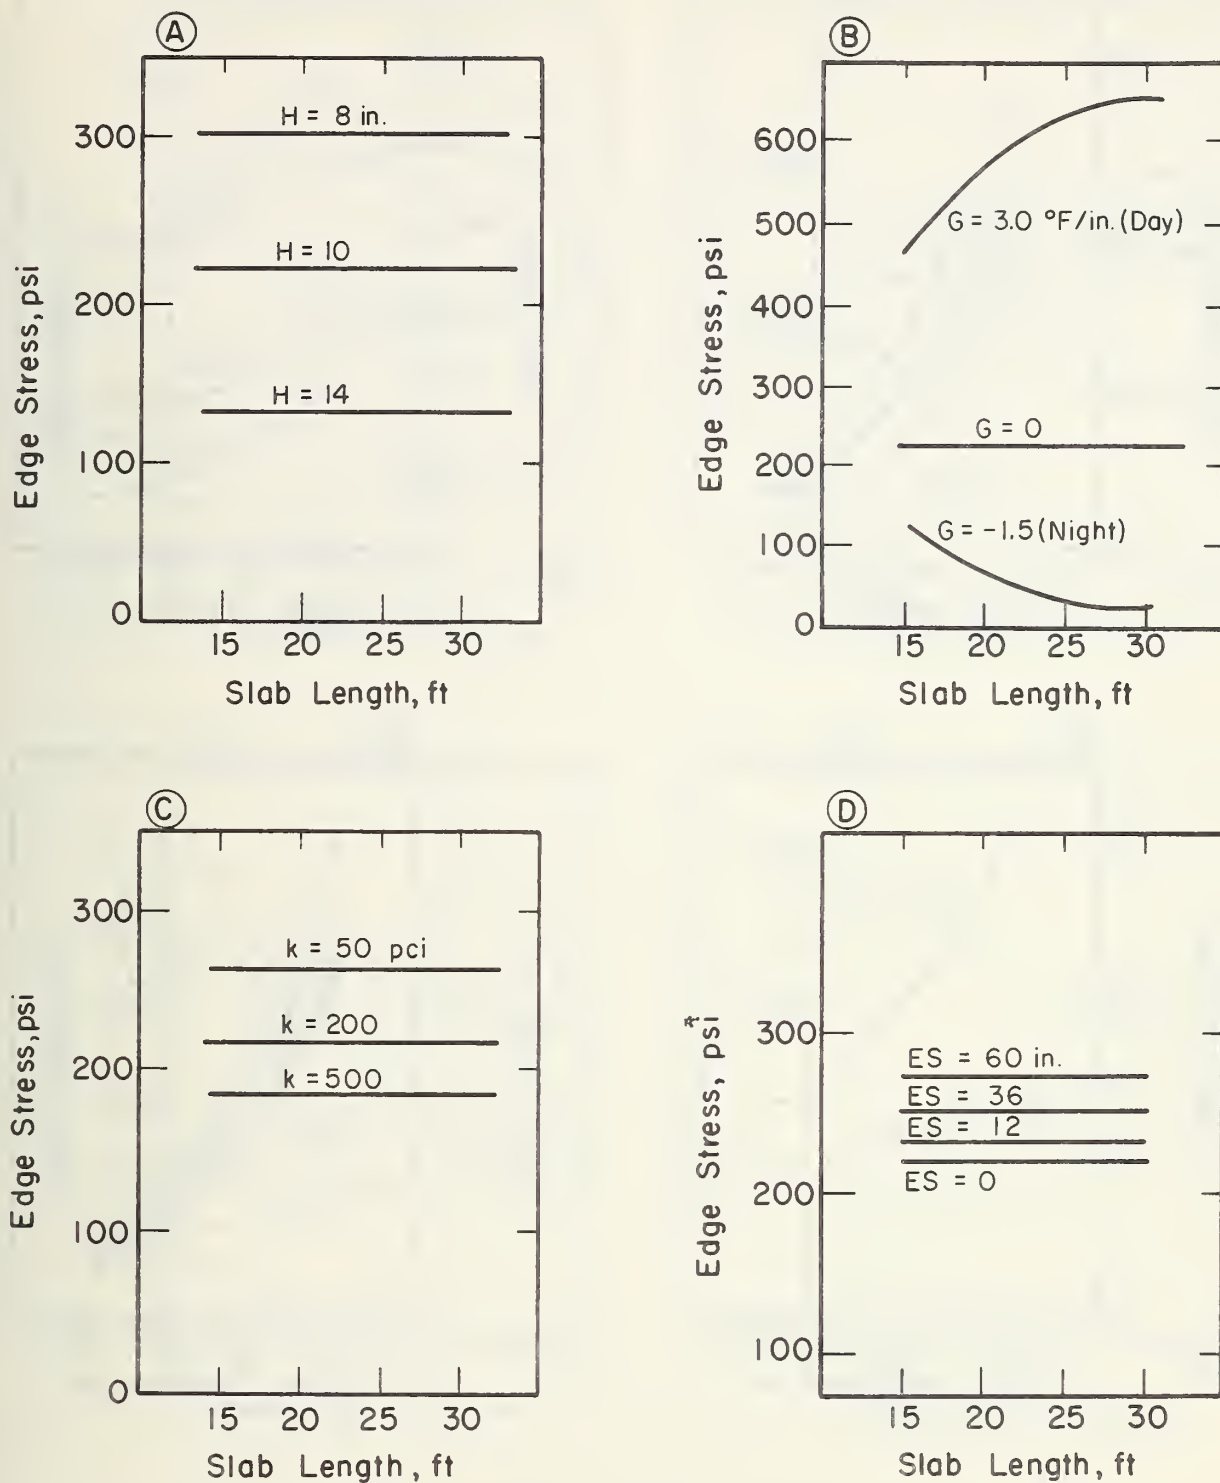 A
Edge Stress, psi
300
200
100
0
H = 8 in.
H = 10
H = 14
15 20 25 30
Slab Length, ft
B
Edge Stress, psi
600
500
400
300
200
100
0
G = 3.0 °F/in. (Day)
G = 0
G = -1.5 (Night)
15 20 25 30
Slab Length, ft
C
Edge Stress, psi
300
200
100
0
k = 50 pci
k = 200
k = 500
15 20 25 30
Slab Length, ft
D
Edge Stress, psi*
300
200
100
ES = 60 in.
ES = 36
ES = 12
ES = 0
15 20 25 30
Slab Length, ft